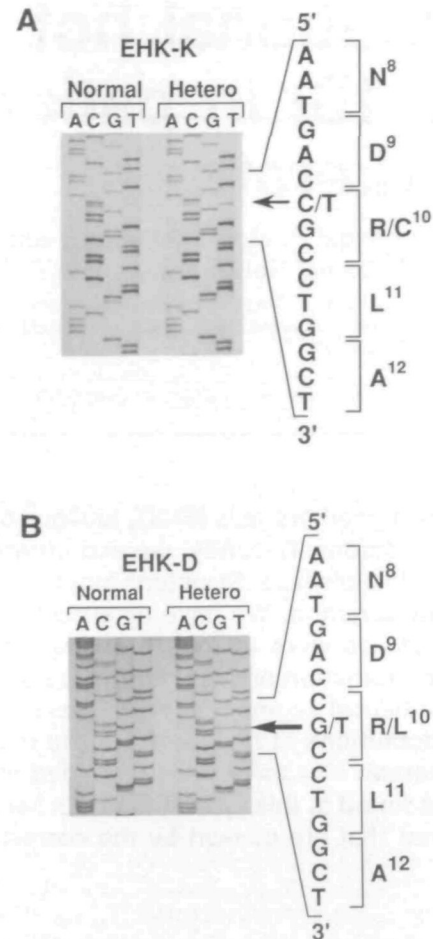 A
EHK-K
Normal Hetero
A C G T A C G T
5'
A
A
T
G
A
C
C/T
G
C
C
T
G
G
C
T
3'
N⁸
D⁹
R/C¹⁰
L¹¹
A¹²
B
EHK-D
Normal Hetero
A C G T A C G T
5'
A
A
T
G
A
C
C
G/T
C
C
T
G
G
C
T
3'
N⁸
D⁹
R/L¹⁰
L¹¹
A¹²